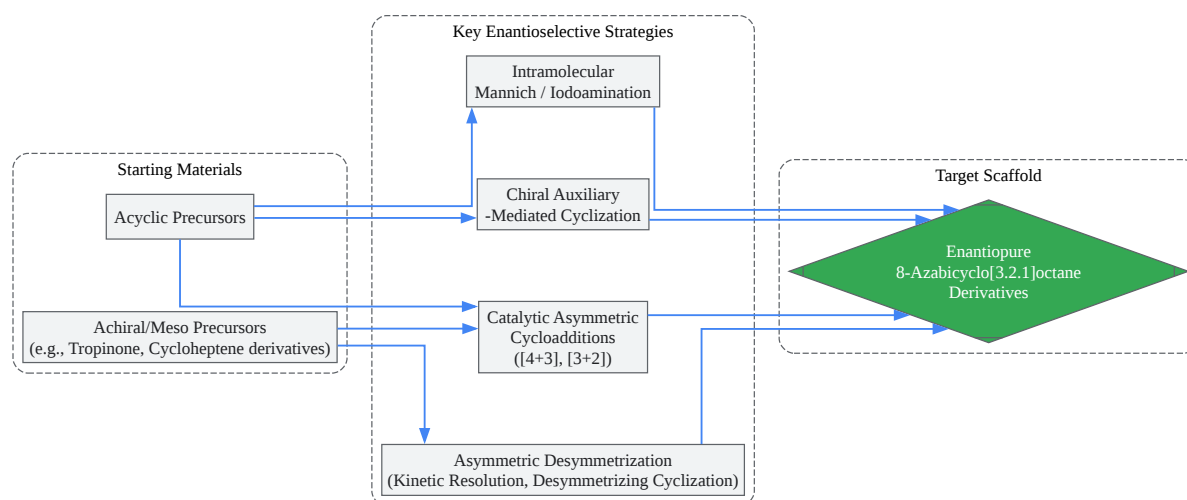 Key Enantioselective Strategies
Intramolecular
Mannich / Iodoamination
Starting Materials
Acyclic Precursors
Chiral Auxiliary
-Mediated Cyclization
Target Scaffold
Enantiopure
8-Azabicyclo[3.2.1]octane
Derivatives
Achiral/Meso Precursors
(e.g., Tropinone, Cycloheptene derivatives)
Catalytic Asymmetric
Cycloadditions
([4+3], [3+2])
Asymmetric Desymmetrization
(Kinetic Resolution, Desymmetrizing Cyclization)